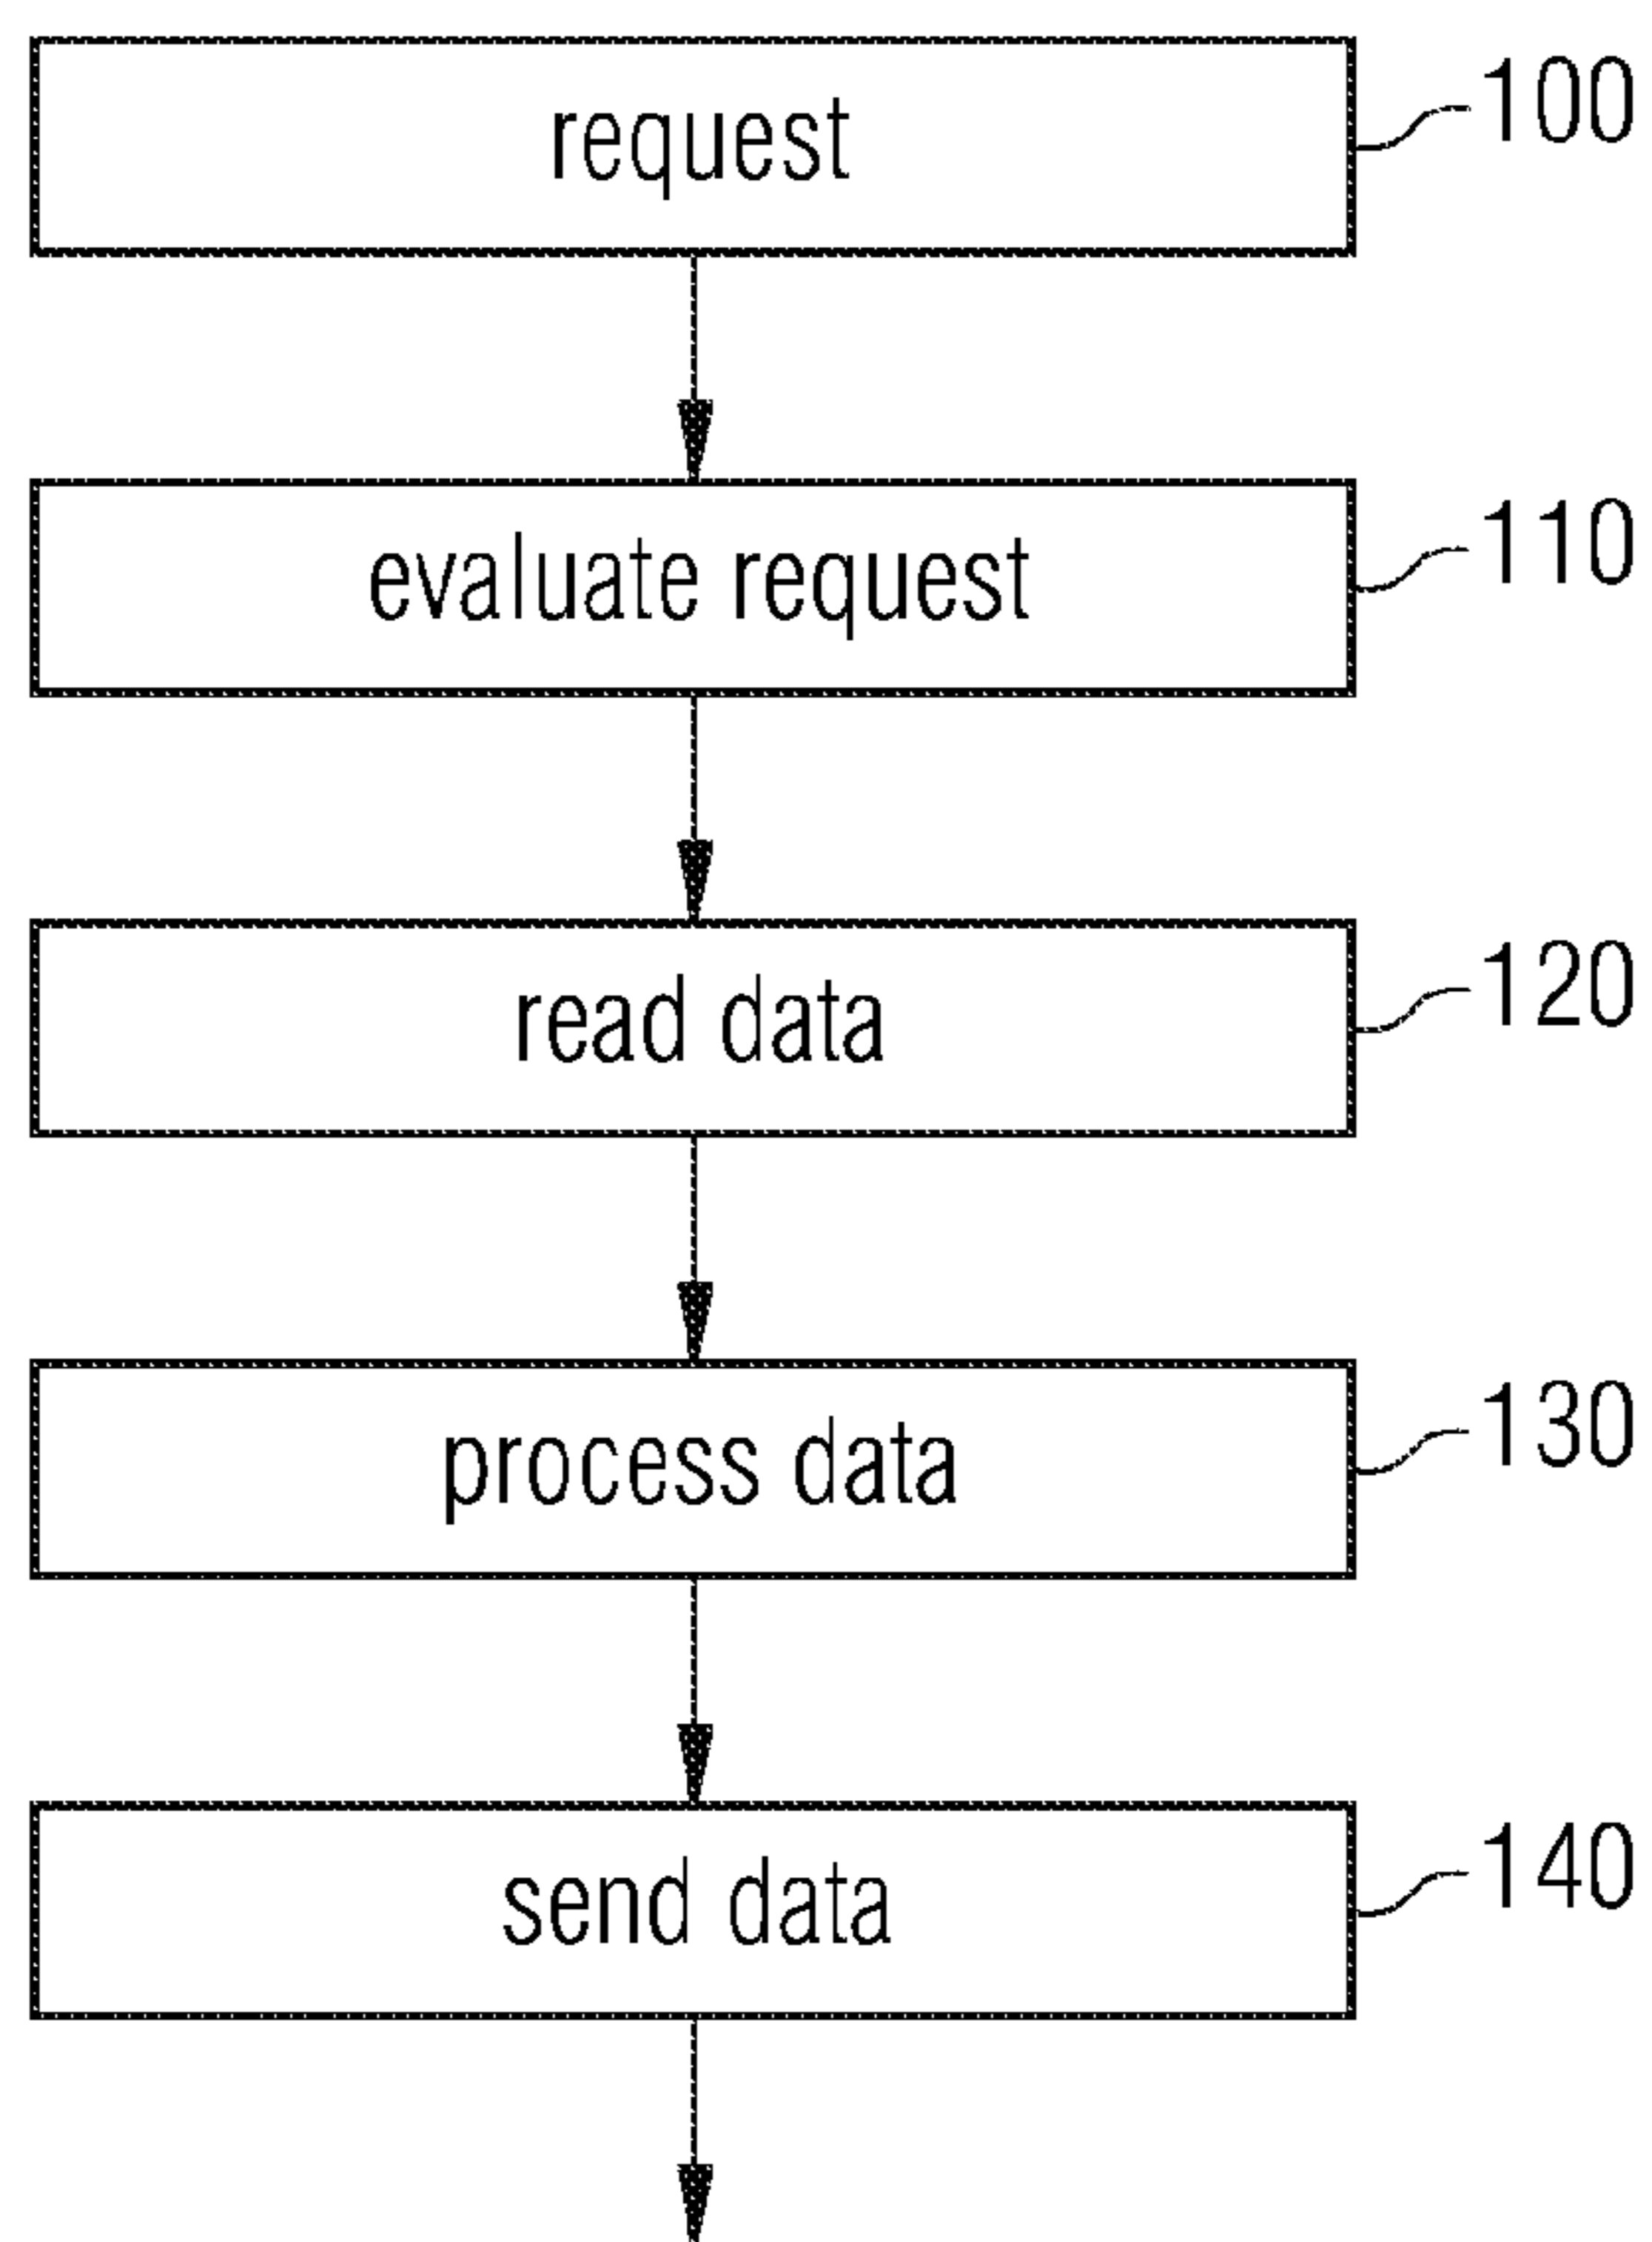 request
100
evaluate request
110
read data
120
process data
130
send data
140